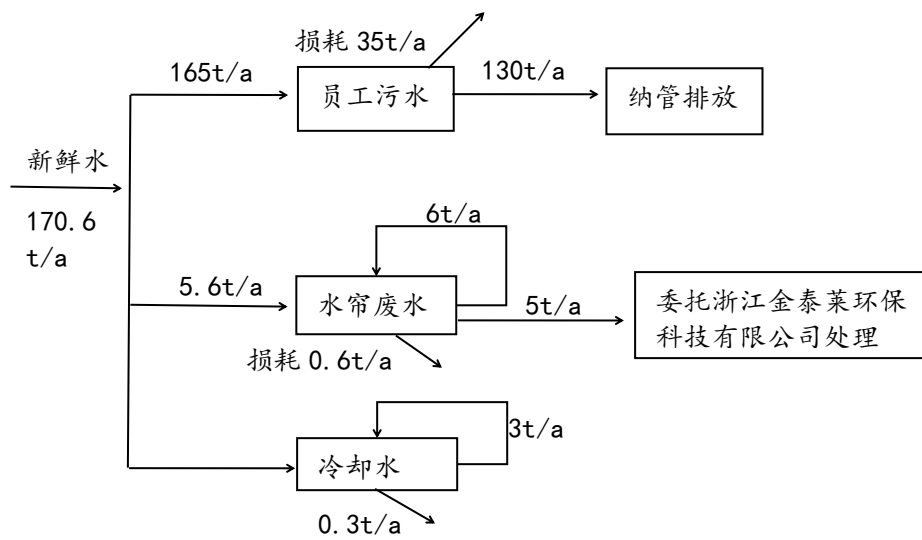 损耗 35t/a
165t/a
员工污水
130t/a
纳管排放
新鲜水
170.6
t/a
6t/a
5.6t/a
水帘废水
5t/a
委托浙江金泰莱环保
科技有限公司处理
损耗 0.6t/a
3t/a
冷却水
0.3t/a